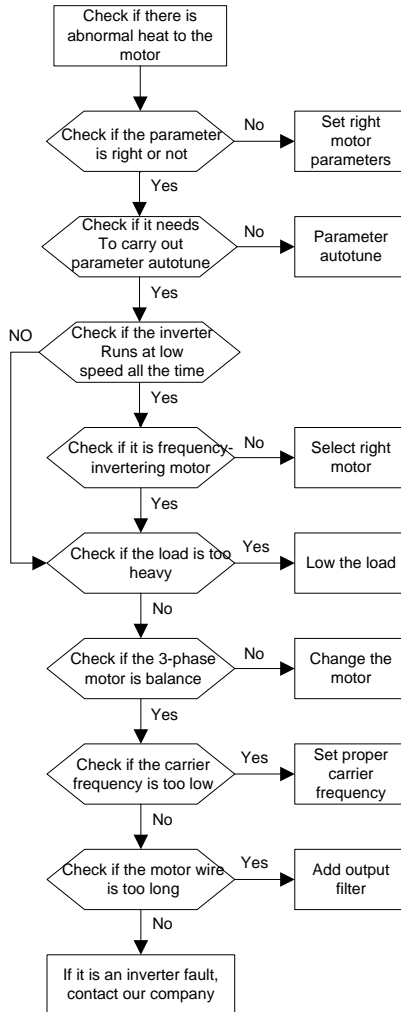 Check if there is
abnormal heat to the
motor
Check if the parameter
is right or not
No
Set right
motor
parameters
Yes
Check if it needs
To carry out
parameter autotune
No
Parameter
autotune
Yes
NO
Check if the inverter
Runs at low
speed all the time
Yes
Check if it is frequency-
invertering motor
No
Select right
motor
Yes
Check if the load is too
heavy
Yes
Low the load
No
Check if the 3-phase
motor is balance
No
Change the
motor
Yes
Check if the carrier
frequency is too low
Yes
Set proper
carrier
frequency
No
Check if the motor wire
is too long
Yes
Add output
filter
No
If it is an inverter fault,
contact our company